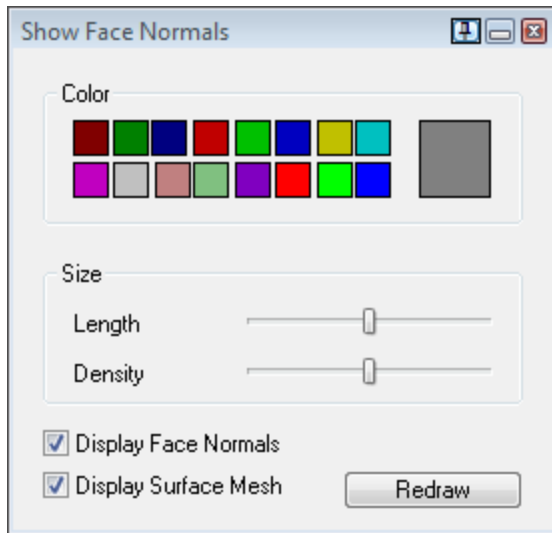 Show Face Normals
Color
Size
Length
Density
Display Face Normals
Display Surface Mesh
Redraw